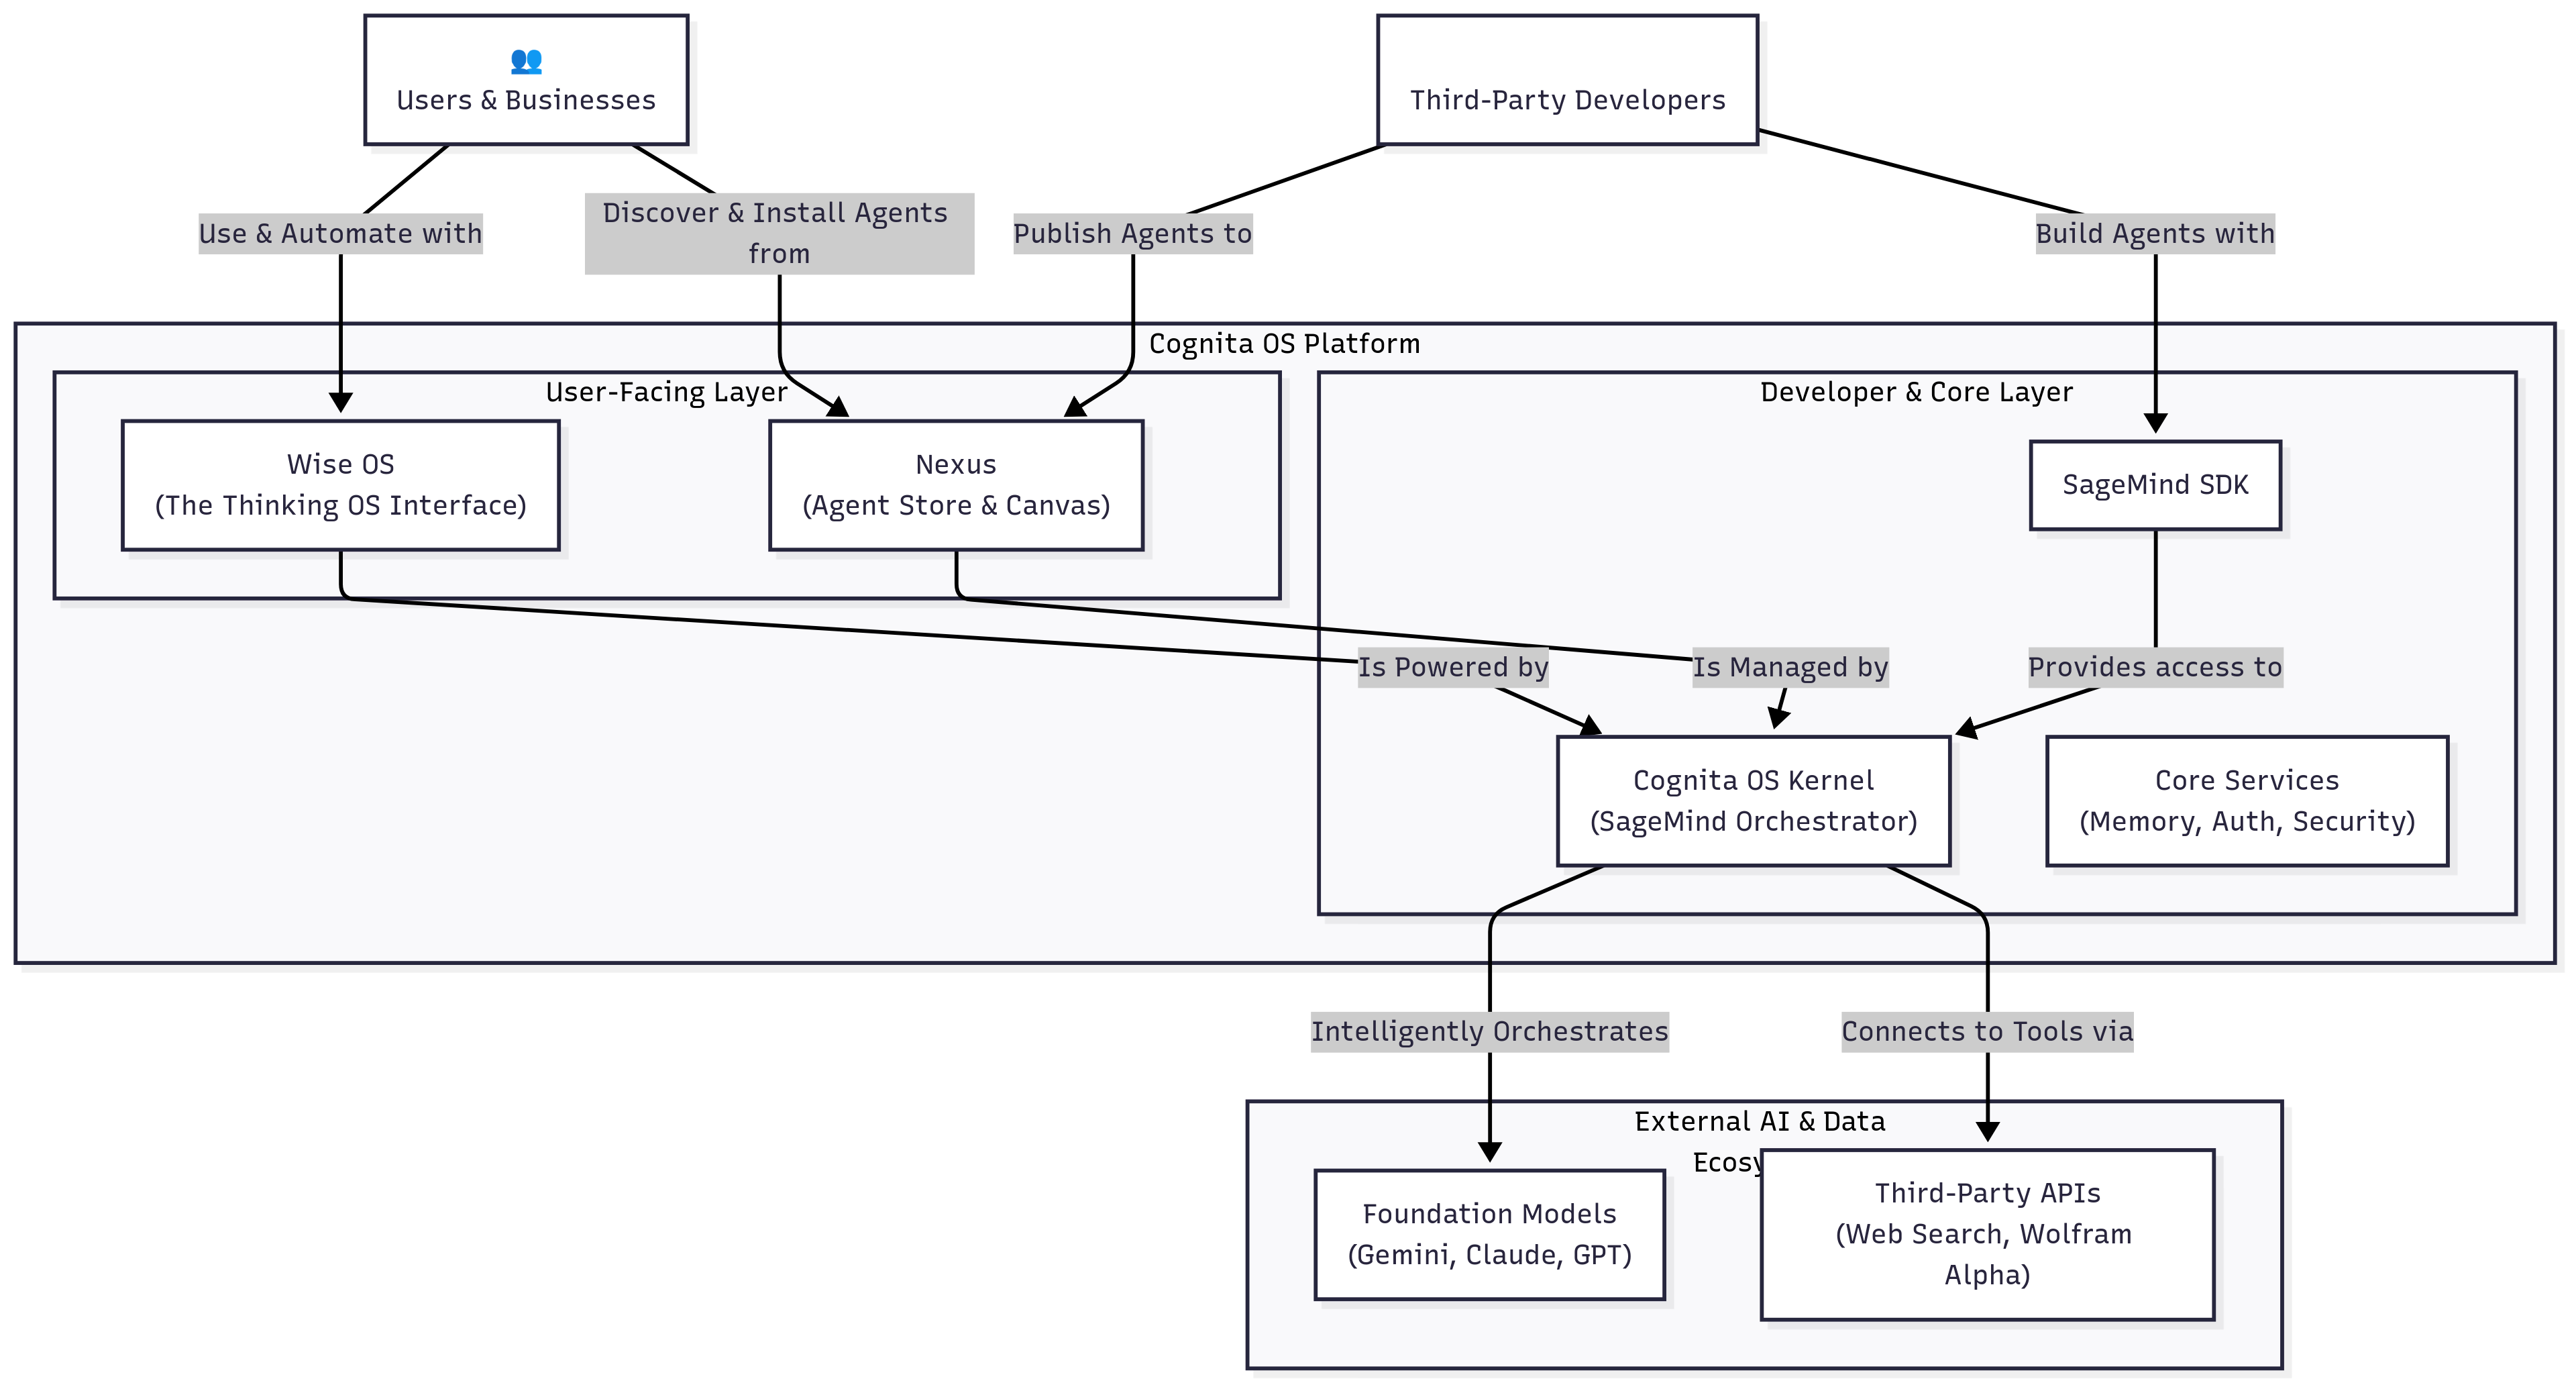 Users & Businesses
Third-Party Developers
Use & Automate with
Discover & Install Agents
from
Publish Agents to
Build Agents with
Cognita OS Platform
User-Facing Layer
Developer & Core Layer
Wise OS
(The Thinking OS Interface)
Nexus
(Agent Store & Canvas)
SageMind SDK
Is Powered by
Is Managed by
Provides access to
Cognita OS Kernel
(SageMind Orchestrator)
Core Services
(Memory, Auth, Security)
Intelligently Orchestrates
Connects to Tools via
External AI & Data
Ecosy
Foundation Models
(Gemini, Claude, GPT)
Third-Party APIs
(Web Search, Wolfram
Alpha)